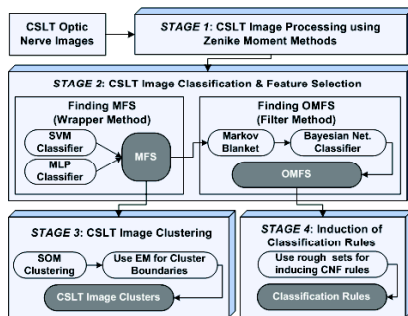 CSLT Optic
Nerve Images
STAGE 1: CSLT Image Processing using
Zenike Moment Methods
STAGE 2: CSLT Image Classification & Feature Selection
Finding MFS
(Wrapper Method)
SVM
Classifier
MLP
Classifier
MFS
Finding OMFS
(Filter Method)
Markov
Blanket
Bayesian Net.
Classifier
OMFS
STAGE 3: CSLT Image Clustering
SOM
Clustering
Use EM for Cluster
Boundaries
CSLT Image Clusters
STAGE 4: Induction of
Classification Rules
Use rough sets for
inducing CNF rules
Classification Rules